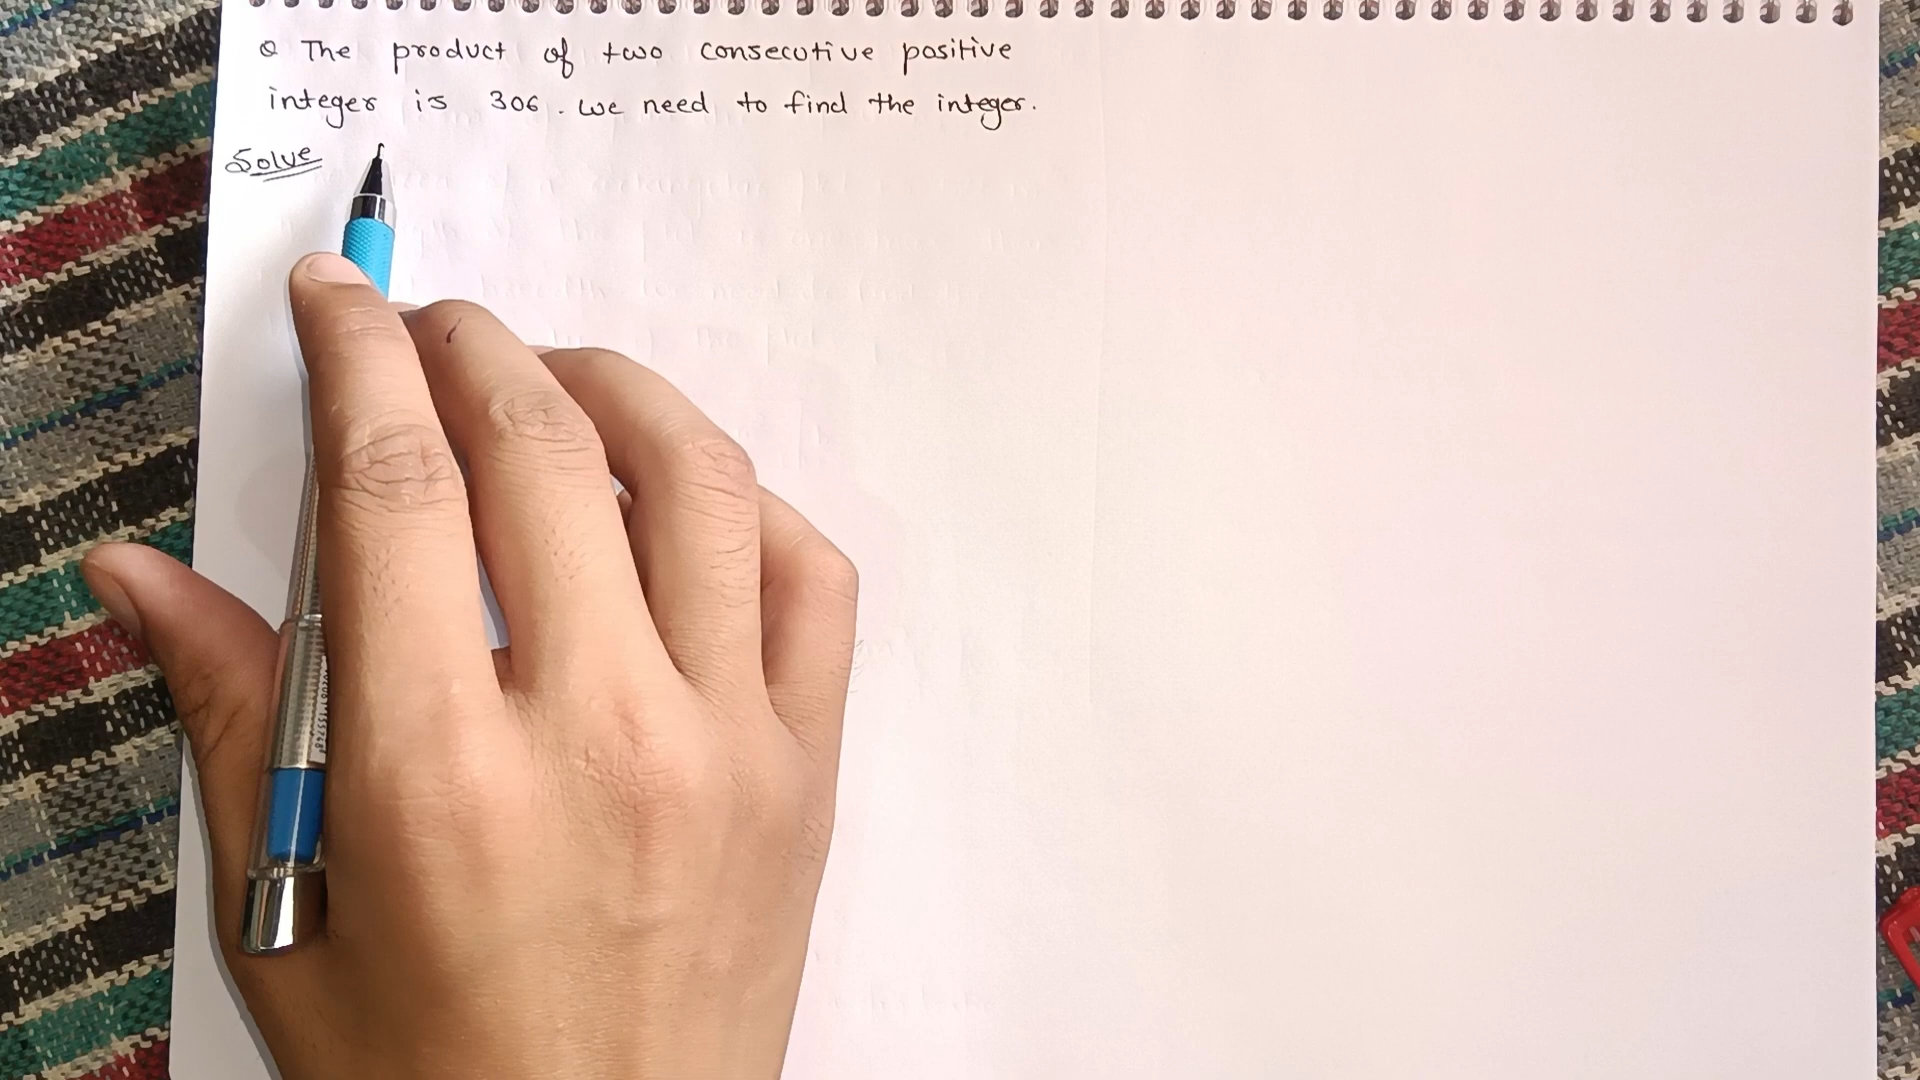 Q The product of two consecutive positive
integer is 306. we need to find the integer.
Solve